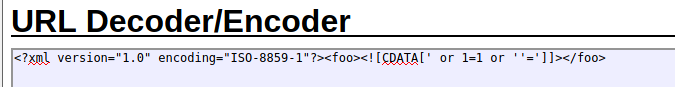 URL Decoder/Encoder
<?xml version="1.0" encoding="ISO-8859-1"?><foo><![CDATA[' or 1=1 or ''=']]></foo>